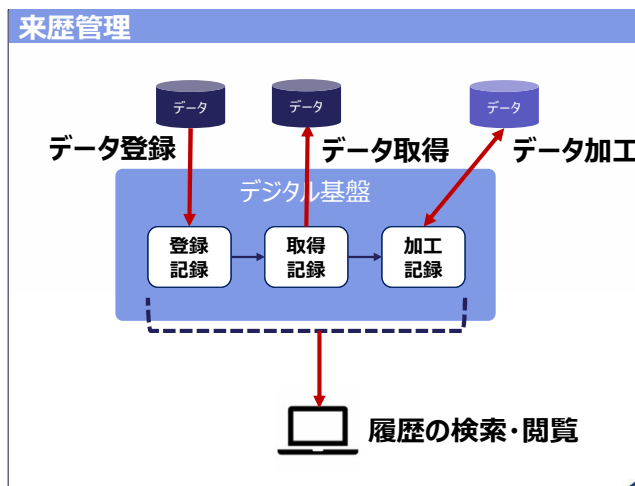 来歴管理
データ
データ
データ
データ登録
データ取得
データ加工
デジタル基盤
登録
記録
取得
記録
加工
記録
履歴の検索・閲覧